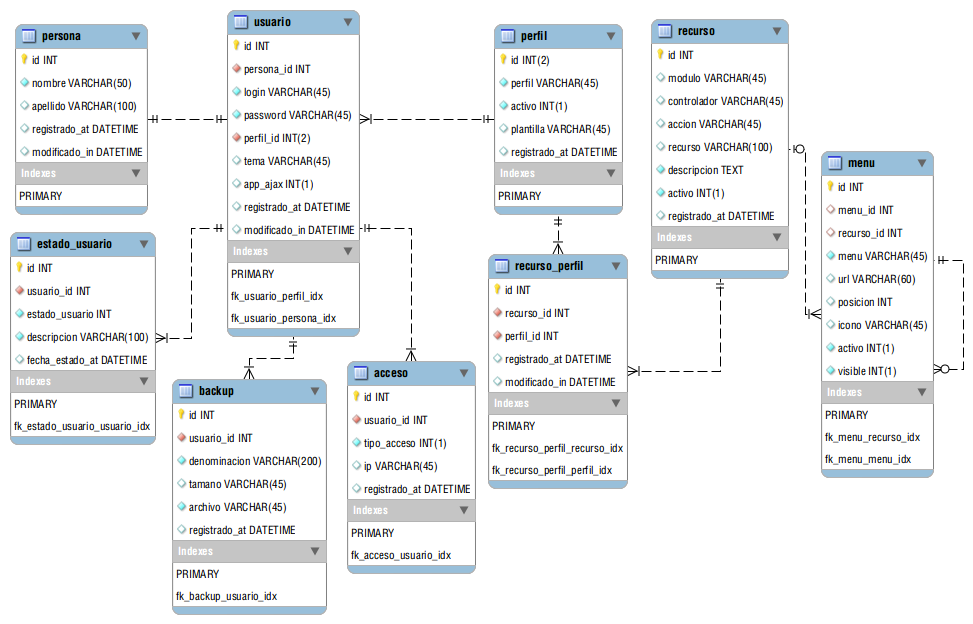 persona
id INT
nombre VARCHAR(50)
apellido VARCHAR(100)
registrado_at DATETIME
modificado_in DATETIME
Indexes
PRIMARY
usuario
id INT
persona_id INT
login VARCHAR(45)
password VARCHAR(45)
perfil_id INT(2)
tema VARCHAR(45)
app_ajax INT(1)
registrado_at DATETIME
modificado_in DATETIME
Indexes
PRIMARY
fk_usuario_perfil_idx
fk_usuario_persona_idx
perfil
id INT(2)
perfil VARCHAR(45)
activo INT(1)
plantilla VARCHAR(45)
registrado_at DATETIME
Indexes
PRIMARY
recurso
id INT
modulo VARCHAR(45)
controlador VARCHAR(45)
accion VARCHAR(45)
recurso VARCHAR(100)
descripcion TEXT
activo INT(1)
registrado_at DATETIME
Indexes
PRIMARY
menu
id INT
menu_id INT
recurso_id INT
menu VARCHAR(45)
url VARCHAR(60)
posicion INT
icono VARCHAR(45)
activo INT(1)
visible INT(1)
Indexes
PRIMARY
fk_menu_recurso_idx
fk_menu_menu_idx
estado_usuario
id INT
usuario_id INT
estado_usuario INT
descripcion VARCHAR(100)
fecha_estado_at DATETIME
Indexes
PRIMARY
fk_estado_usuario_usuario_idx
recurso_perfil
id INT
recurso_id INT
perfil_id INT
registrado_at DATETIME
modificado_in DATETIME
Indexes
PRIMARY
fk_recurso_perfil_recurso_idx
fk_recurso_perfil_perfil_idx
backup
id INT
usuario_id INT
denominacion VARCHAR(200)
tamano VARCHAR(45)
archivo VARCHAR(45)
registrado_at DATETIME
Indexes
PRIMARY
fk_backup_usuario_idx
acceso
id INT
usuario_id INT
tipo_acceso INT(1)
ip VARCHAR(45)
registrado_at DATETIME
Indexes
PRIMARY
fk_acceso_usuario_idx